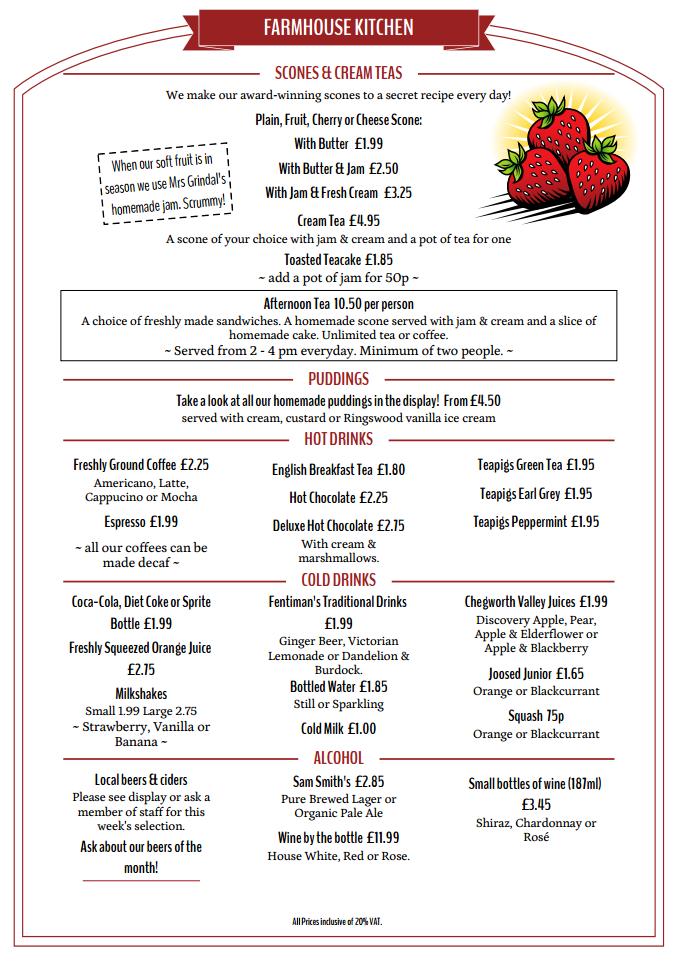 FARMHOUSE KITCHEN
SCONES & CREAM TEAS
We make our award-winning scones to a secret recipe every day!
Plain, Fruit, Cherry or Cheese Scone:
With Butter £1.99
With Butter & Jam £2.50
With Jam & Fresh Cream £3.25
When our soft fruit is in
season we use Mrs Grindal's
homemade jam. Scrummy!
Cream Tea £4.95
A scone of your choice with jam & cream and a pot of tea for one
Toasted Teacake £1.85
~ add a pot of jam for 50p ~
Afternoon Tea 10.50 per person
A choice of freshly made sandwiches. A homemade scone served with jam & cream and a slice of
homemade cake. Unlimited tea or coffee.
~ Served from 2 - 4 pm everyday. Minimum of two people. ~
PUDDINGS
Take a look at all our homemade puddings in the display! From £4.50
served with cream, custard or Ringswood vanilla ice cream
HOT DRINKS
Freshly Ground Coffee £2.25
Americano, Latte,
Cappucino or Mocha
Espresso £1.99
~ all our coffees can be
made decaf ~
English Breakfast Tea £1.80
Hot Chocolate £2.25
Deluxe Hot Chocolate £2.75
With cream &
marshmallows.
Teapigs Green Tea £1.95
Teapigs Earl Grey £1.95
Teapigs Peppermint £1.95
COLD DRINKS
Coca-Cola, Diet Coke or Sprite
Bottle £1.99
Freshly Squeezed Orange Juice
£2.75
Milkshakes
Small 1.99 Large 2.75
~ Strawberry, Vanilla or
Banana ~
Fentiman's Traditional Drinks
£1.99
Ginger Beer, Victorian
Lemonade or Dandelion &
Burdock.
Bottled Water £1.85
Still or Sparkling
Cold Milk £1.00
Chegworth Valley Juices £1.99
Discovery Apple, Pear,
Apple & Elderflower or
Apple & Blackberry
Joosed Junior £1.65
Orange or Blackcurrant
Squash 75p
Orange or Blackcurrant
ALCOHOL
Local beers & ciders
Please see display or ask a
member of staff for this
week's selection.
Ask about our beers of the
month!
Sam Smith's £2.85
Pure Brewed Lager or
Organic Pale Ale
Wine by the bottle £11.99
House White, Red or Rose.
Small bottles of wine (187ml)
£3.45
Shiraz, Chardonnay or
Rosé
All Prices inclusive of 20% VAT.